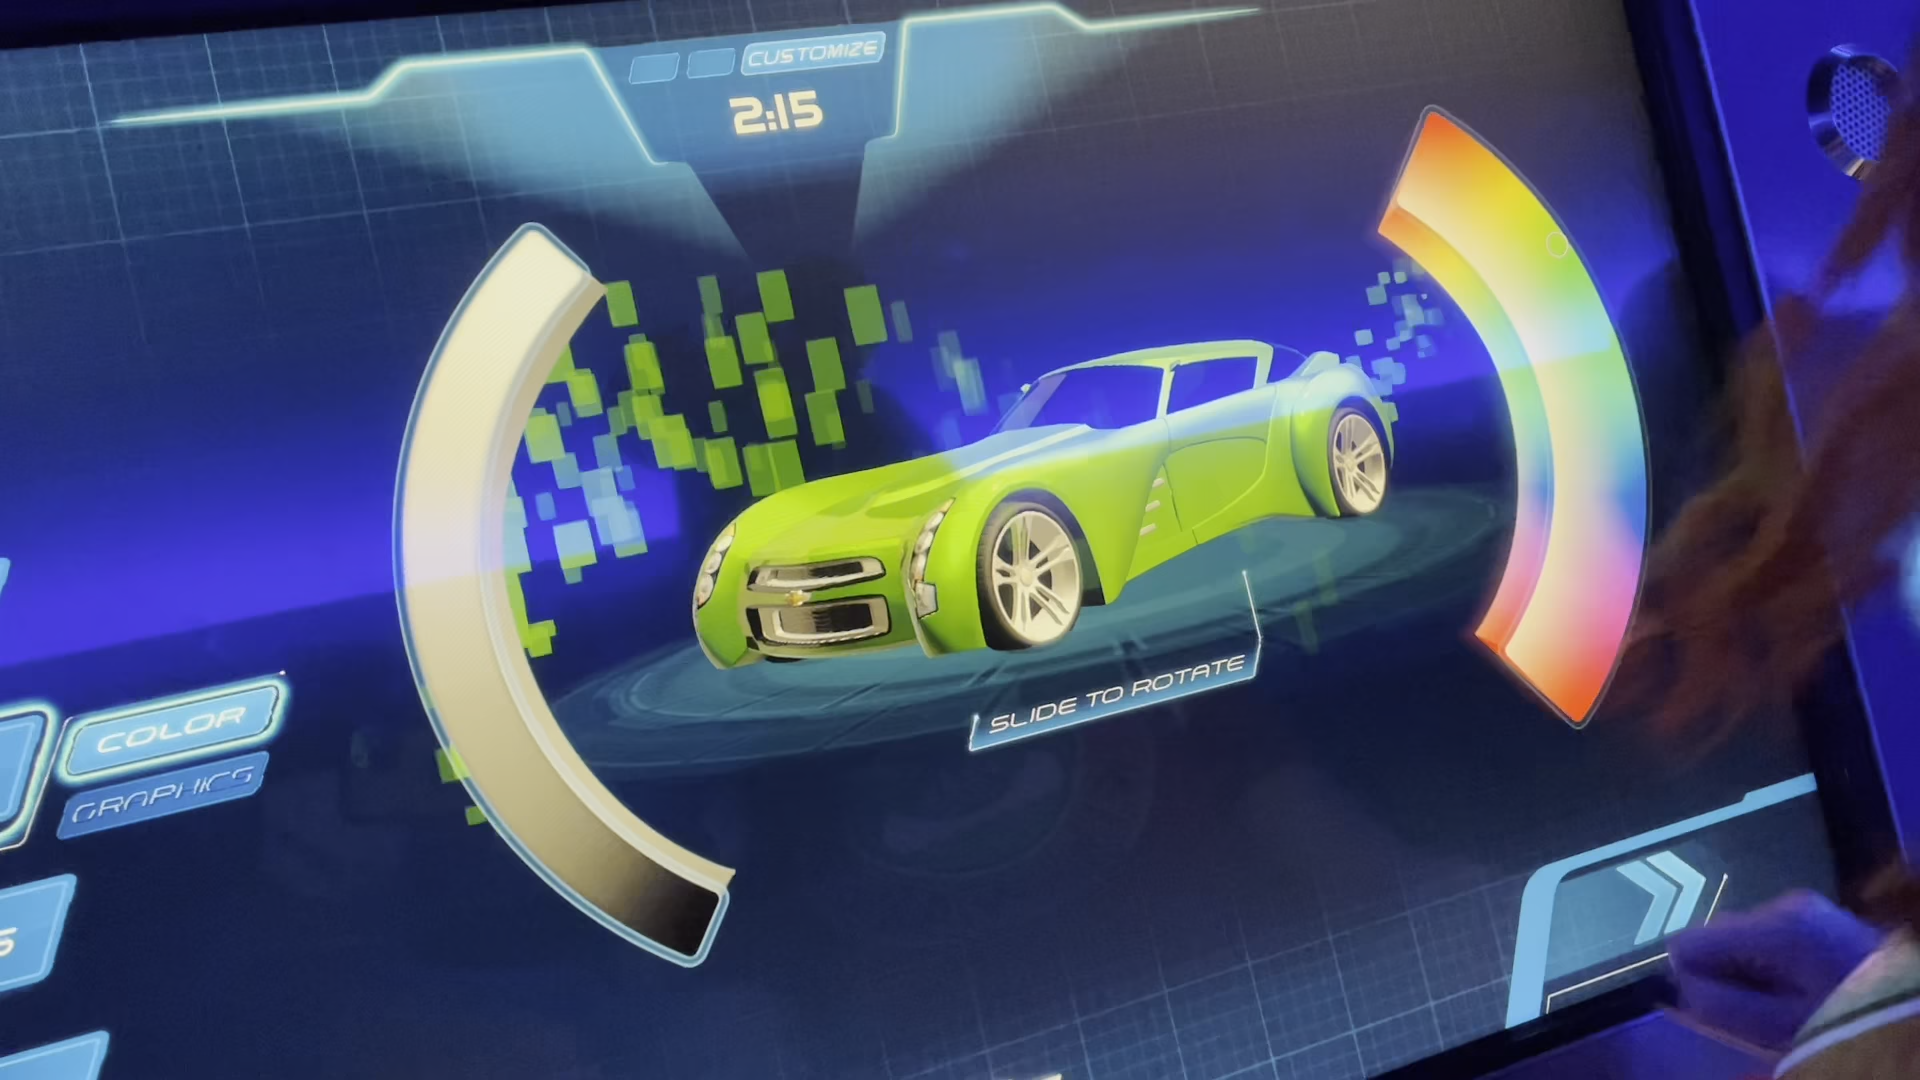 CUSTOMIZE
2:15
SLIDE TO ROTATE
COLOR
GRAPHICS
S